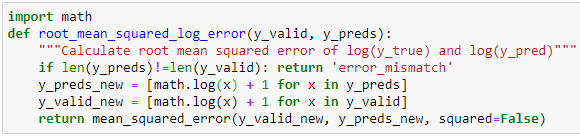 import math
def root_mean_squared_log_error(y_valid, y_preds):
    """Calculate root mean squared error of log(y_true) and log(y_pred)"""
    if len(y_preds)!=len(y_valid): return 'error_mismatch'
    y_preds_new = [math.log(x) + 1 for x in y_preds]
    y_valid_new = [math.log(x) + 1 for x in y_valid]
    return mean_squared_error(y_valid_new, y_preds_new, squared=False)